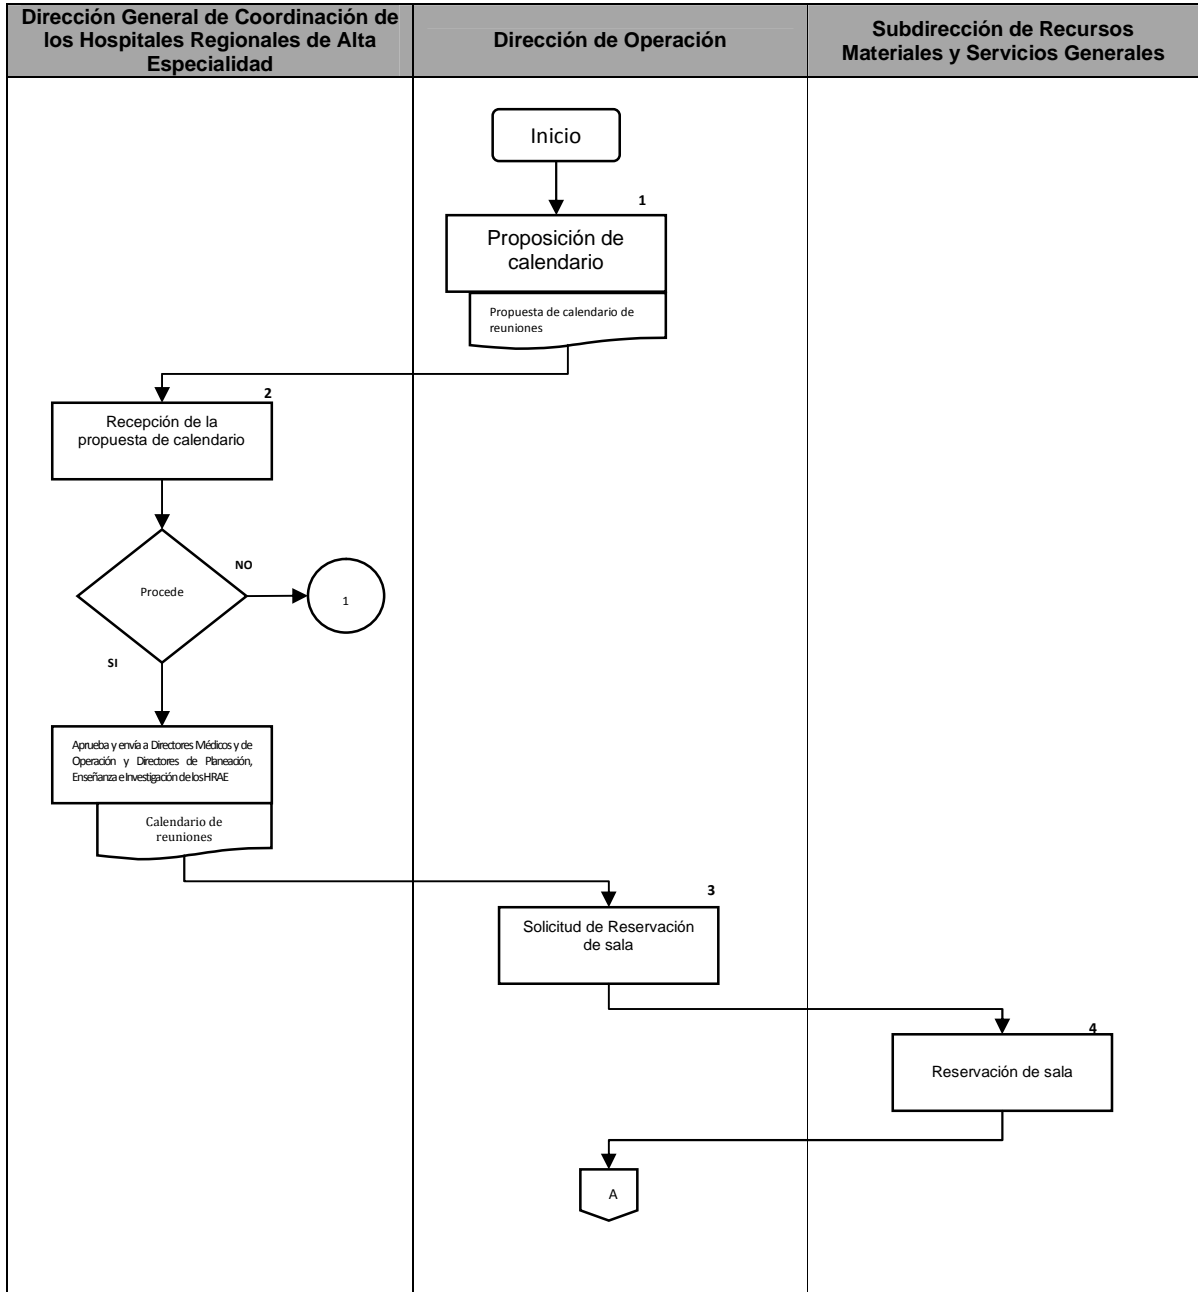 Dirección General de Coordinación de
los Hospitales Regionales de Alta
Especialidad
Dirección de Operación
Subdirección de Recursos
Materiales y Servicios Generales
Inicio
1
Proposición de
calendario
Propuesta de calendario de
reuniones
2
Recepción de la
propuesta de calendario
Procede
NO
1
SI
Aprueba y envía a Directores Médicos y de
Operación y Directores de Planeación,
Enseñanza e Investigación de los HRAE
Calendario de
reuniones
3
Solicitud de Reservación
de sala
4
Reservación de sala
A